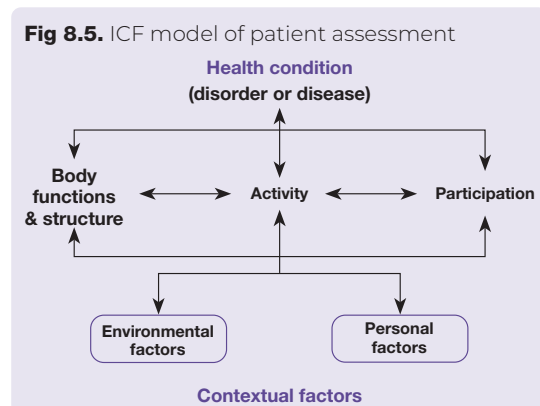 Fig 8.5. ICF model of patient assessment
Health condition
(disorder or disease)
Body
functions
& structure
Activity
Participation
Environmental
factors
Personal
factors
Contextual factors